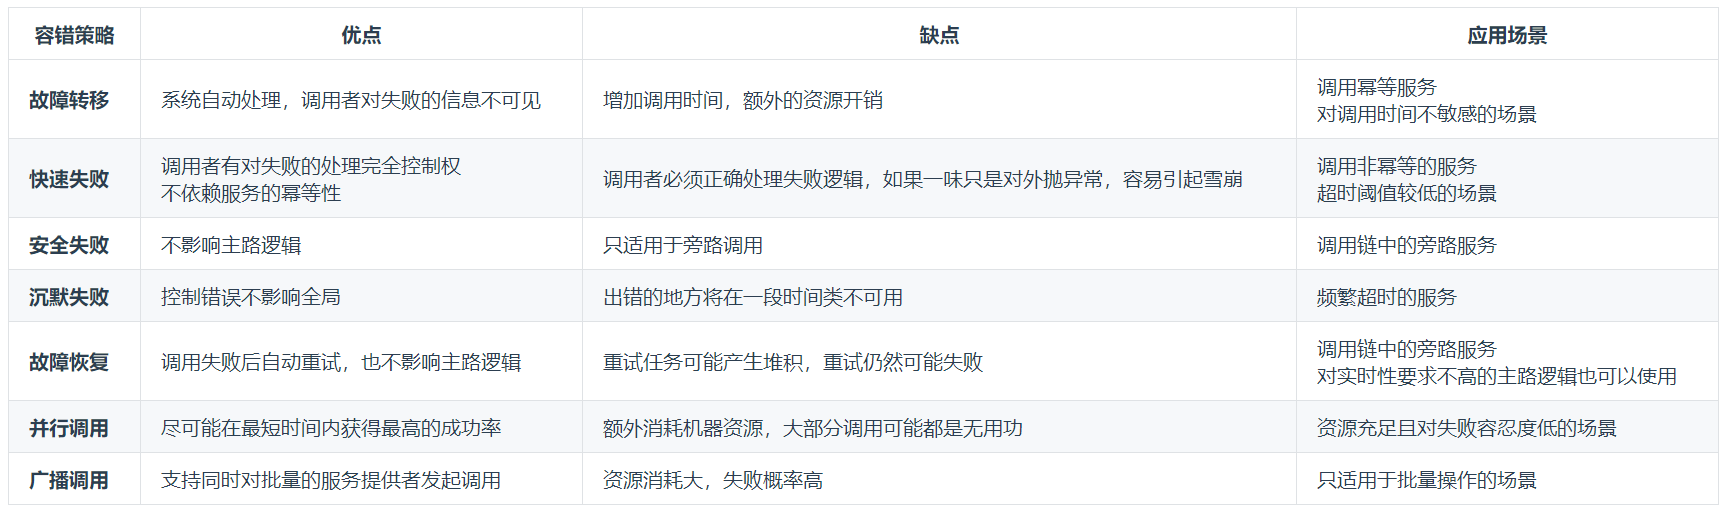 容错策略 优点 缺点 应用场景
故障转移 系统自动处理，调用者对失败的信息不可见 增加调用时间，额外的资源开销 调用幂等服务
对调用时间不敏感的场景
快速失败 调用者有对失败的处理完全控制权
不依赖服务的幂等性 调用者必须正确处理失败逻辑，如果一味只是对外抛异常，容易引起雪崩 调用非幂等的服务
超时阈值较低的场景
安全失败 不影响主路逻辑 只适用于旁路调用 调用链中的旁路服务
沉默失败 控制错误不影响全局 出错的地方将在一段时间类不可用 频繁超时的服务
故障恢复 调用失败后自动重试，也不影响主路逻辑 重试任务可能产生堆积，重试仍然可能失败 调用链中的旁路服务
对实时性要求不高的主路逻辑也可以使用
并行调用 尽可能在最短时间内获得最高的成功率 额外消耗机器资源，大部分调用可能都是无用功 资源充足且对失败容忍度低的场景
广播调用 支持同时对批量的服务提供者发起调用 资源消耗大，失败概率高 只适用于批量操作的场景